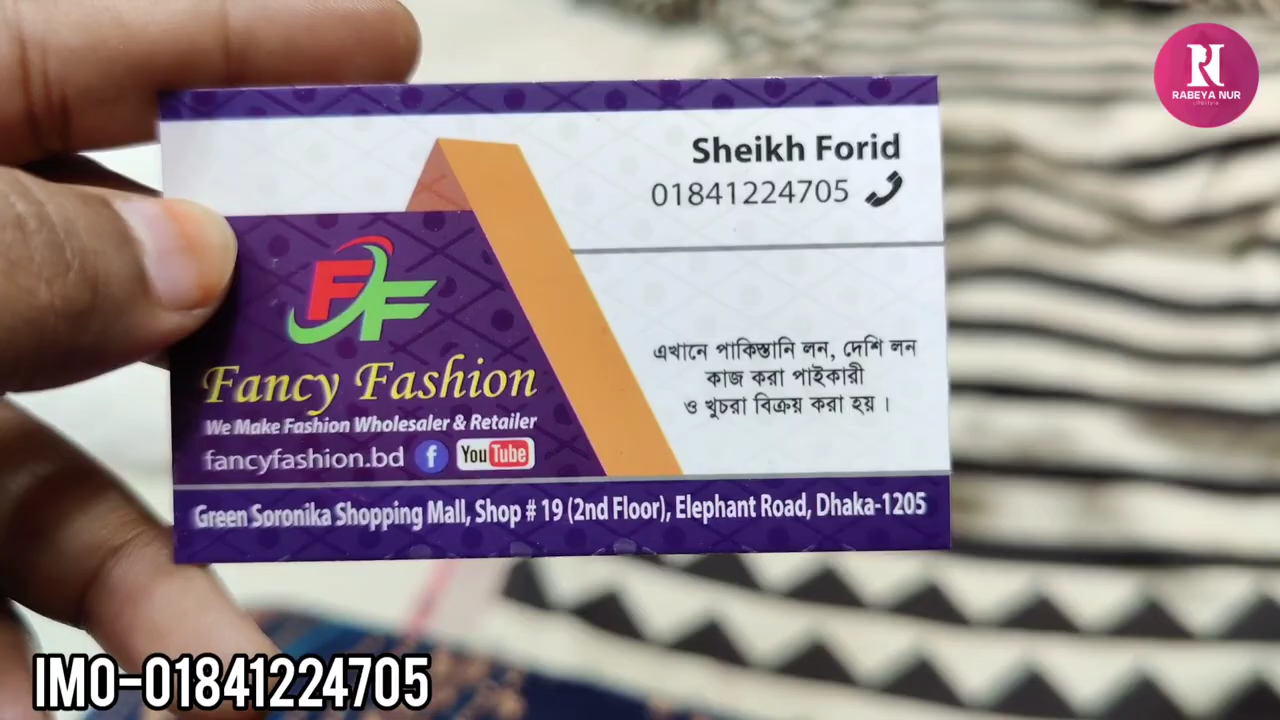 RN
RABEYA NUR
Lifestyle
Sheikh Forid
01841224705
FF
Fancy Fashion
We Make Fashion Wholesaler & Retailer
fancyfashion.bd f YouTube
এখানে পাকিস্তানি লন, দেশি লন
কাজ করা পাইকারী
ও খুচরা বিক্রয় করা হয়।
Green Soronika Shopping Mall, Shop # 19 (2nd Floor), Elephant Road, Dhaka-1205
IMO-01841224705